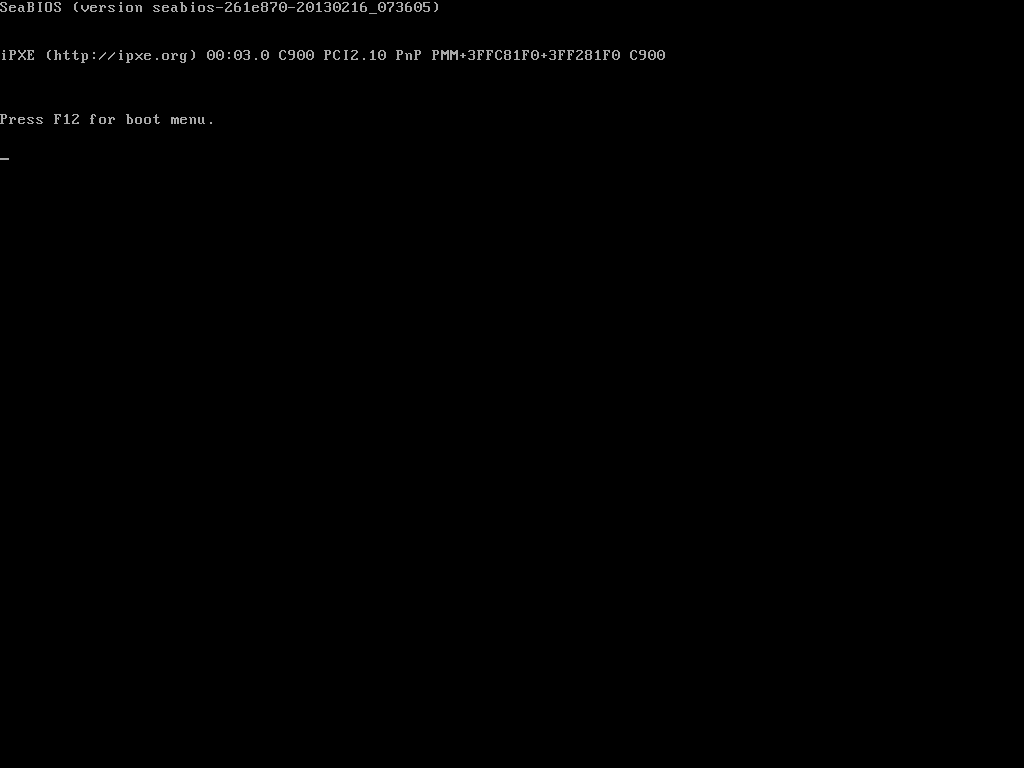 SeaBIOS (version seabios-261e870-20130216_073605)
iPXE (http://ipxe.org) 00:03.0 C900 PCI2.10 PnP PMM+3FFC81F0+3FF281F0 C900
Press F12 for boot menu.